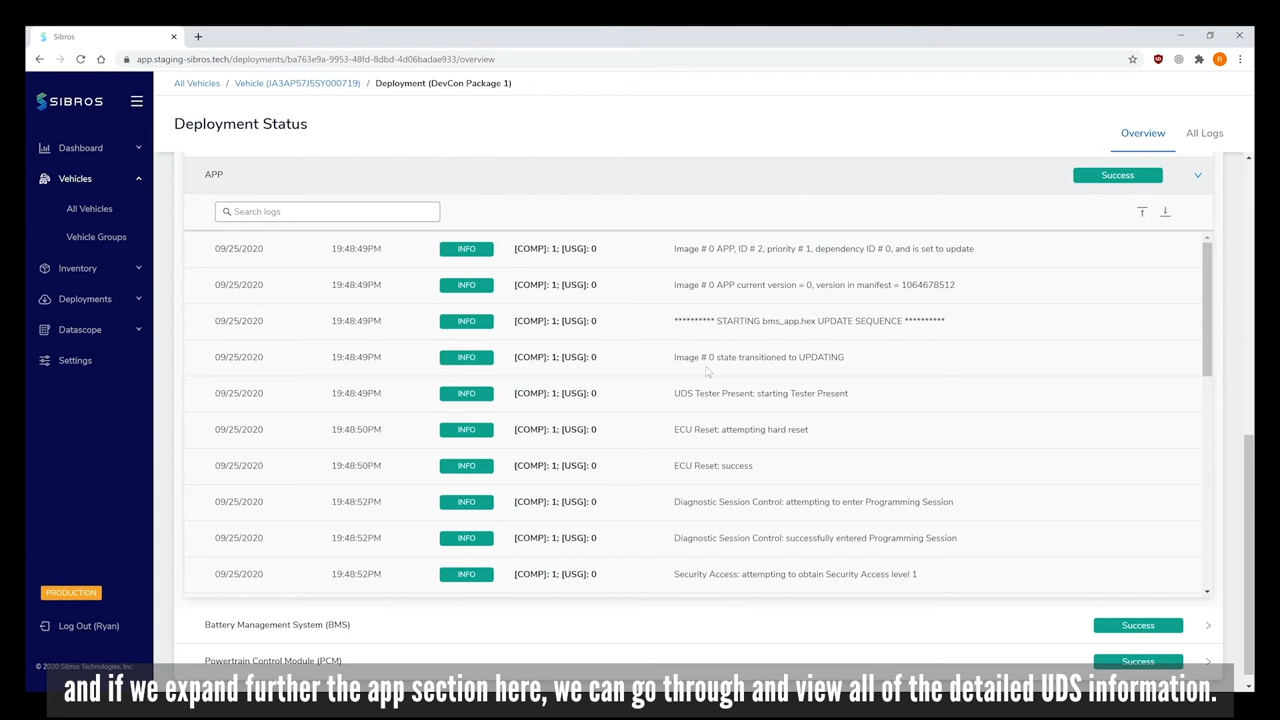 Sibros
app.staging-sibros.tech/deployments/ba763e9a-9953-48fd-8dbd-4d06badae933/overview
SIBROS
All Vehicles / Vehicle (JA3AP57J5SY000719) / Deployment (DevCon Package 1)
Deployment Status
Overview
All Logs
Dashboard
Vehicles
All Vehicles
Vehicle Groups
Inventory
Deployments
Datascope
Settings
PRODUCTION
Log Out (Ryan)
© 2020 Sibros Technologies, Inc.
APP
Success
Search logs
09/25/2020 19:48:49PM INFO [COMP]: 1; [USG]: 0 Image # 0 APP, ID # 2, priority # 1, dependency ID # 0, and is set to update
09/25/2020 19:48:49PM INFO [COMP]: 1; [USG]: 0 Image # 0 APP current version = 0, version in manifest = 1064678512
09/25/2020 19:48:49PM INFO [COMP]: 1; [USG]: 0 ********** STARTING bms_app.hex UPDATE SEQUENCE **********
09/25/2020 19:48:49PM INFO [COMP]: 1; [USG]: 0 Image # 0 state transitioned to UPDATING
09/25/2020 19:48:49PM INFO [COMP]: 1; [USG]: 0 UDS Tester Present: starting Tester Present
09/25/2020 19:48:50PM INFO [COMP]: 1; [USG]: 0 ECU Reset: attempting hard reset
09/25/2020 19:48:50PM INFO [COMP]: 1; [USG]: 0 ECU Reset: success
09/25/2020 19:48:52PM INFO [COMP]: 1; [USG]: 0 Diagnostic Session Control: attempting to enter Programming Session
09/25/2020 19:48:52PM INFO [COMP]: 1; [USG]: 0 Diagnostic Session Control: successfully entered Programming Session
09/25/2020 19:48:52PM INFO [COMP]: 1; [USG]: 0 Security Access: attempting to obtain Security Access level 1
Battery Management System (BMS) Success
Powertrain Control Module (PCM) Success
and if we expand further the app section here, we can go through and view all of the detailed UDS information.